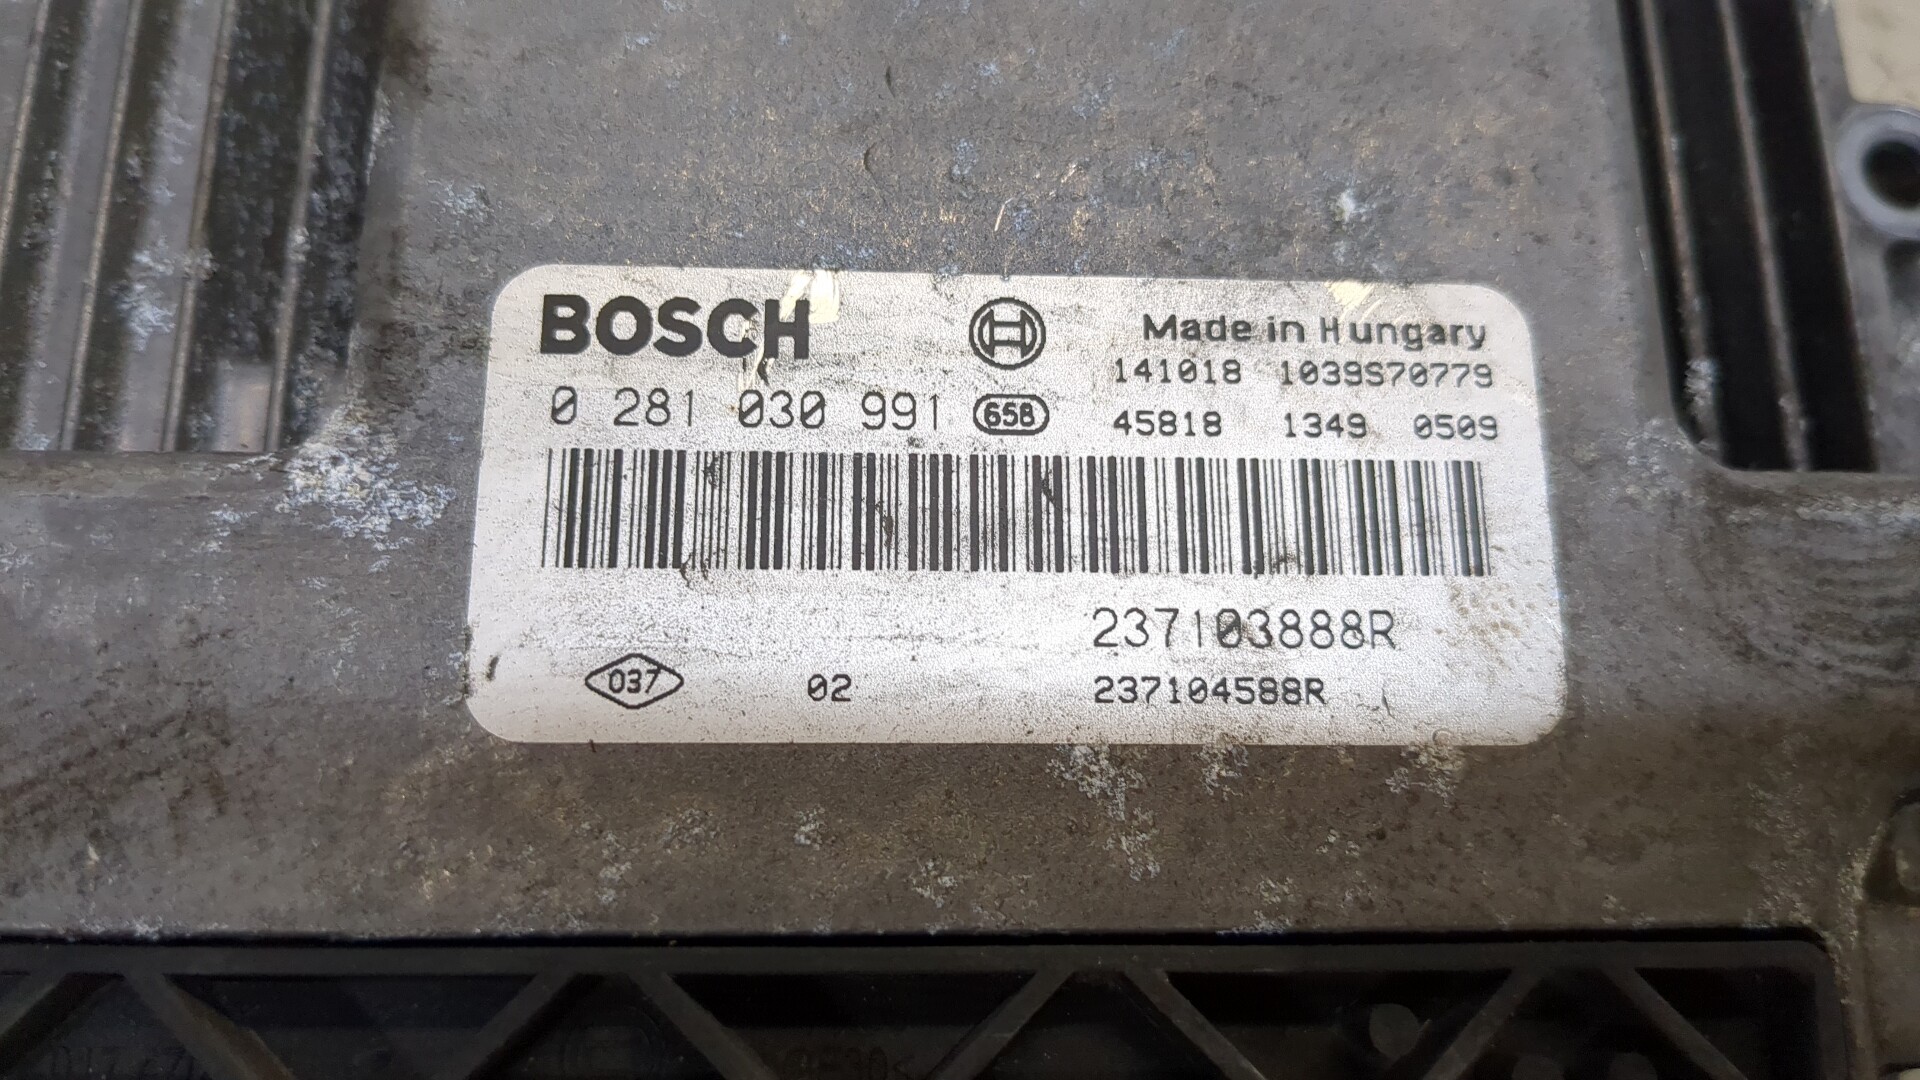 BOSCH
Made in Hungary
141018 1039S70779
0 281 030 991 658
45818 1349 0509
237103888R
037 02 237104588R